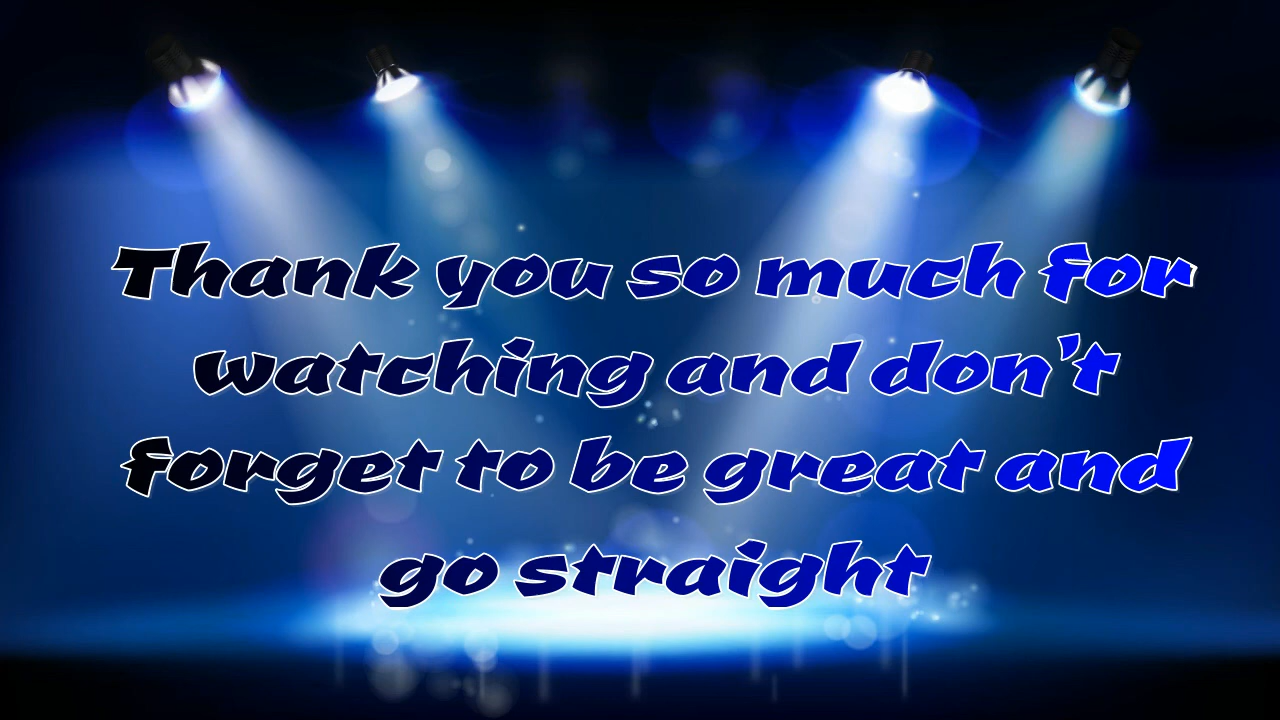 Thank you so much for
watching and don't
forget to be great and
go straight